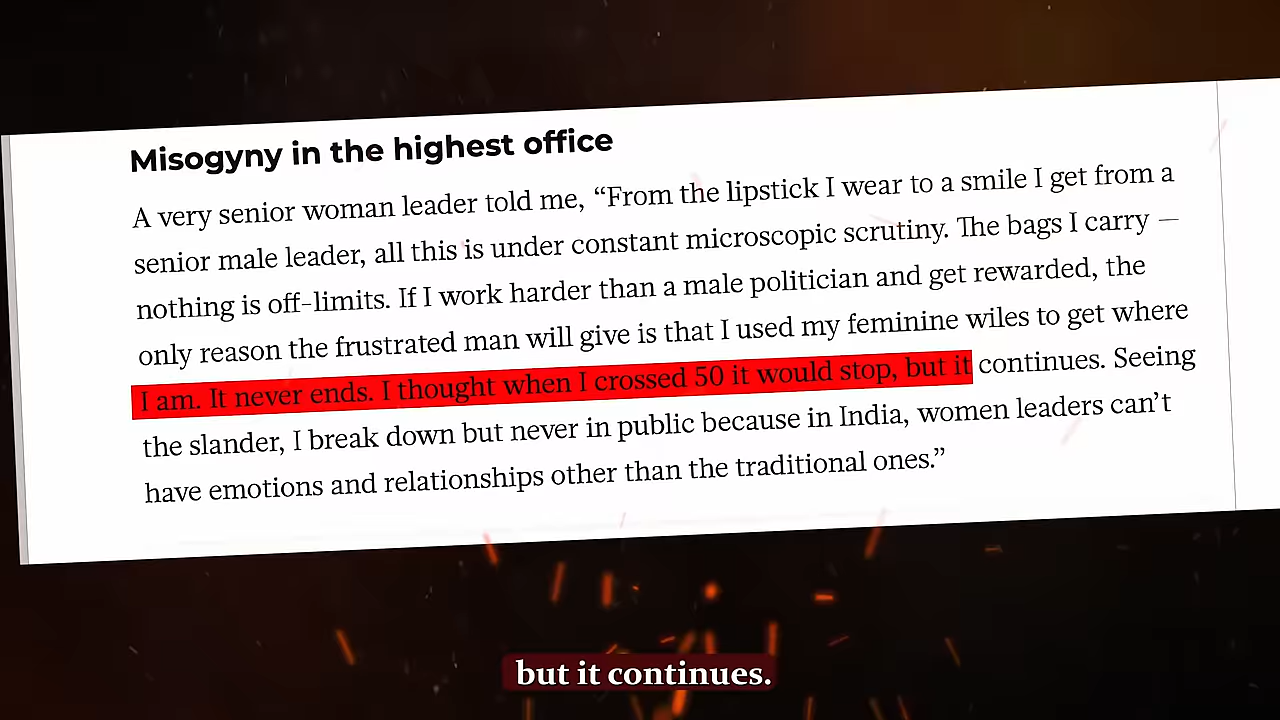 Misogyny in the highest office
A very senior woman leader told me, “From the lipstick I wear to a smile I get from a
senior male leader, all this is under constant microscopic scrutiny. The bags I carry —
nothing is off-limits. If I work harder than a male politician and get rewarded, the
only reason the frustrated man will give is that I used my feminine wiles to get where
I am. It never ends. I thought when I crossed 50 it would stop, but it continues. Seeing
the slander, I break down but never in public because in India, women leaders can’t
have emotions and relationships other than the traditional ones.”
but it continues.